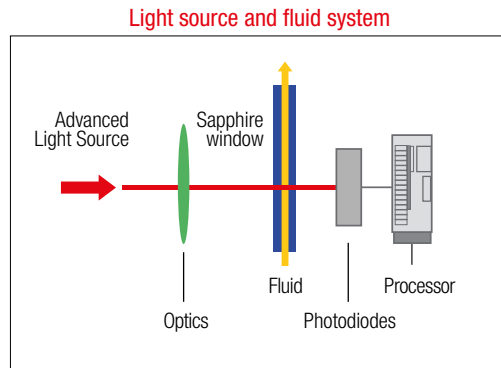 Light source and fluid system
Advanced
Light Source
Sapphire
window
Fluid
Processor
Optics
Photodiodes